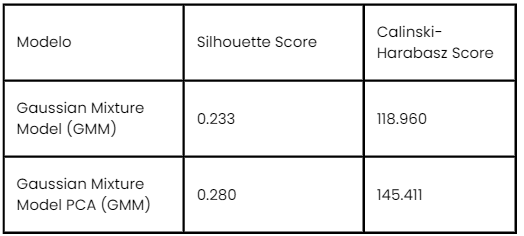 Modelo
Silhouette Score
Calinski-
Harabasz Score
Gaussian Mixture
Model (GMM)
0.233
118.960
Gaussian Mixture
Model PCA (GMM)
0.280
145.411